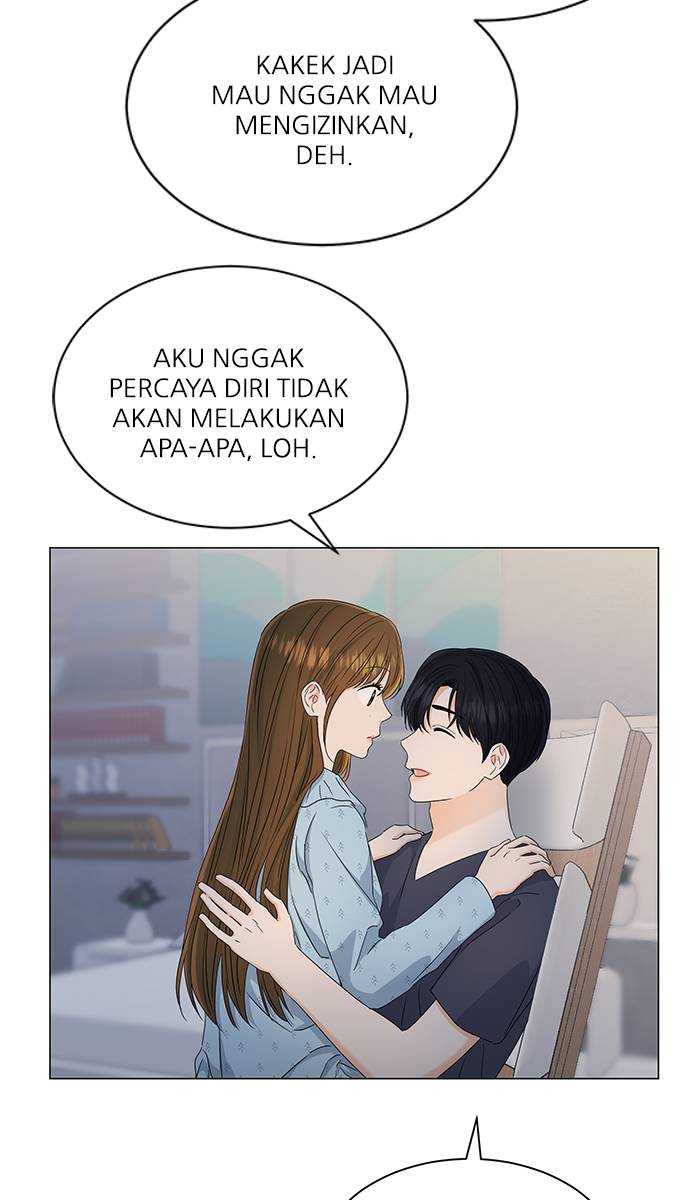 KAKEK JADI
MAU NGGAK MAU
MENGIZINKAN,
DEH.
AKU NGGAK
PERCAYA DIRI TIDAK
AKAN MELAKUKAN
APA-APA, LOH.